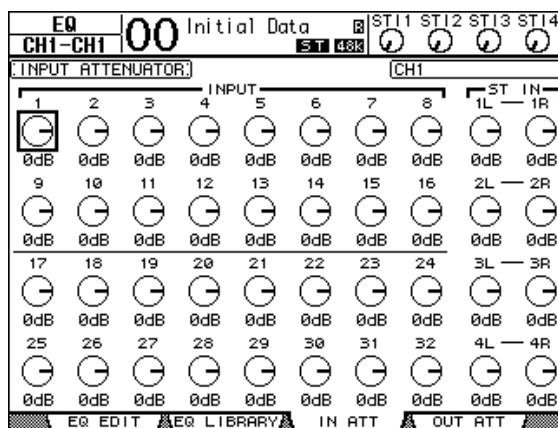 EQ
CH1-CH1
00 Initial Data R
ST 48k
STI1 STI2 STI3 STI4
INPUT ATTENUATOR
CH1
INPUT
ST IN
1 2 3 4 5 6 7 8 1L 1R
0dB 0dB 0dB 0dB 0dB 0dB 0dB 0dB 0dB 0dB
9 10 11 12 13 14 15 16 2L 2R
0dB 0dB 0dB 0dB 0dB 0dB 0dB 0dB 0dB 0dB
17 18 19 20 21 22 23 24 3L 3R
0dB 0dB 0dB 0dB 0dB 0dB 0dB 0dB 0dB 0dB
25 26 27 28 29 30 31 32 4L 4R
0dB 0dB 0dB 0dB 0dB 0dB 0dB 0dB 0dB 0dB
EQ EDIT EQ LIBRARY IN ATT OUT ATT